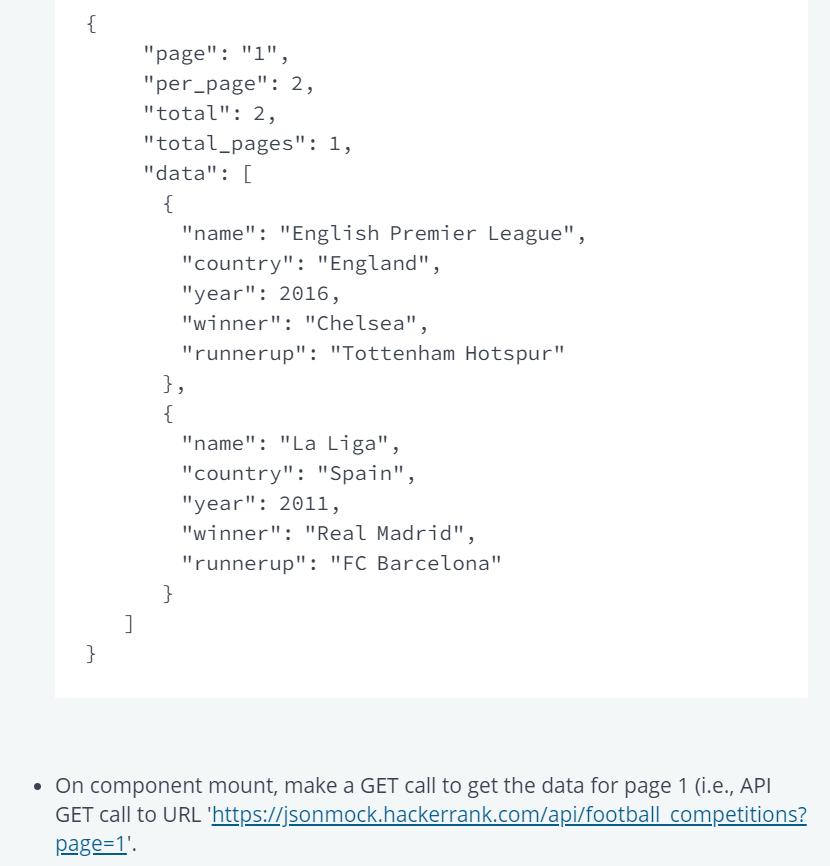 {
"page": "1",
"per_page": 2,
"total": 2,
"total_pages": 1,
"data": [
{
"name": "English Premier League",
"country": "England",
"year": 2016,
"winner": "Chelsea",
"runnerup": "Tottenham Hotspur"
},
{
"name": "La Liga",
"country": "Spain",
"year": 2011,
"winner": "Real Madrid",
"runnerup": "FC Barcelona"
}
]
}
• On component mount, make a GET call to get the data for page 1 (i.e., API
GET call to URL 'https://jsonmock.hackerrank.com/api/football_competitions?
page=1'.